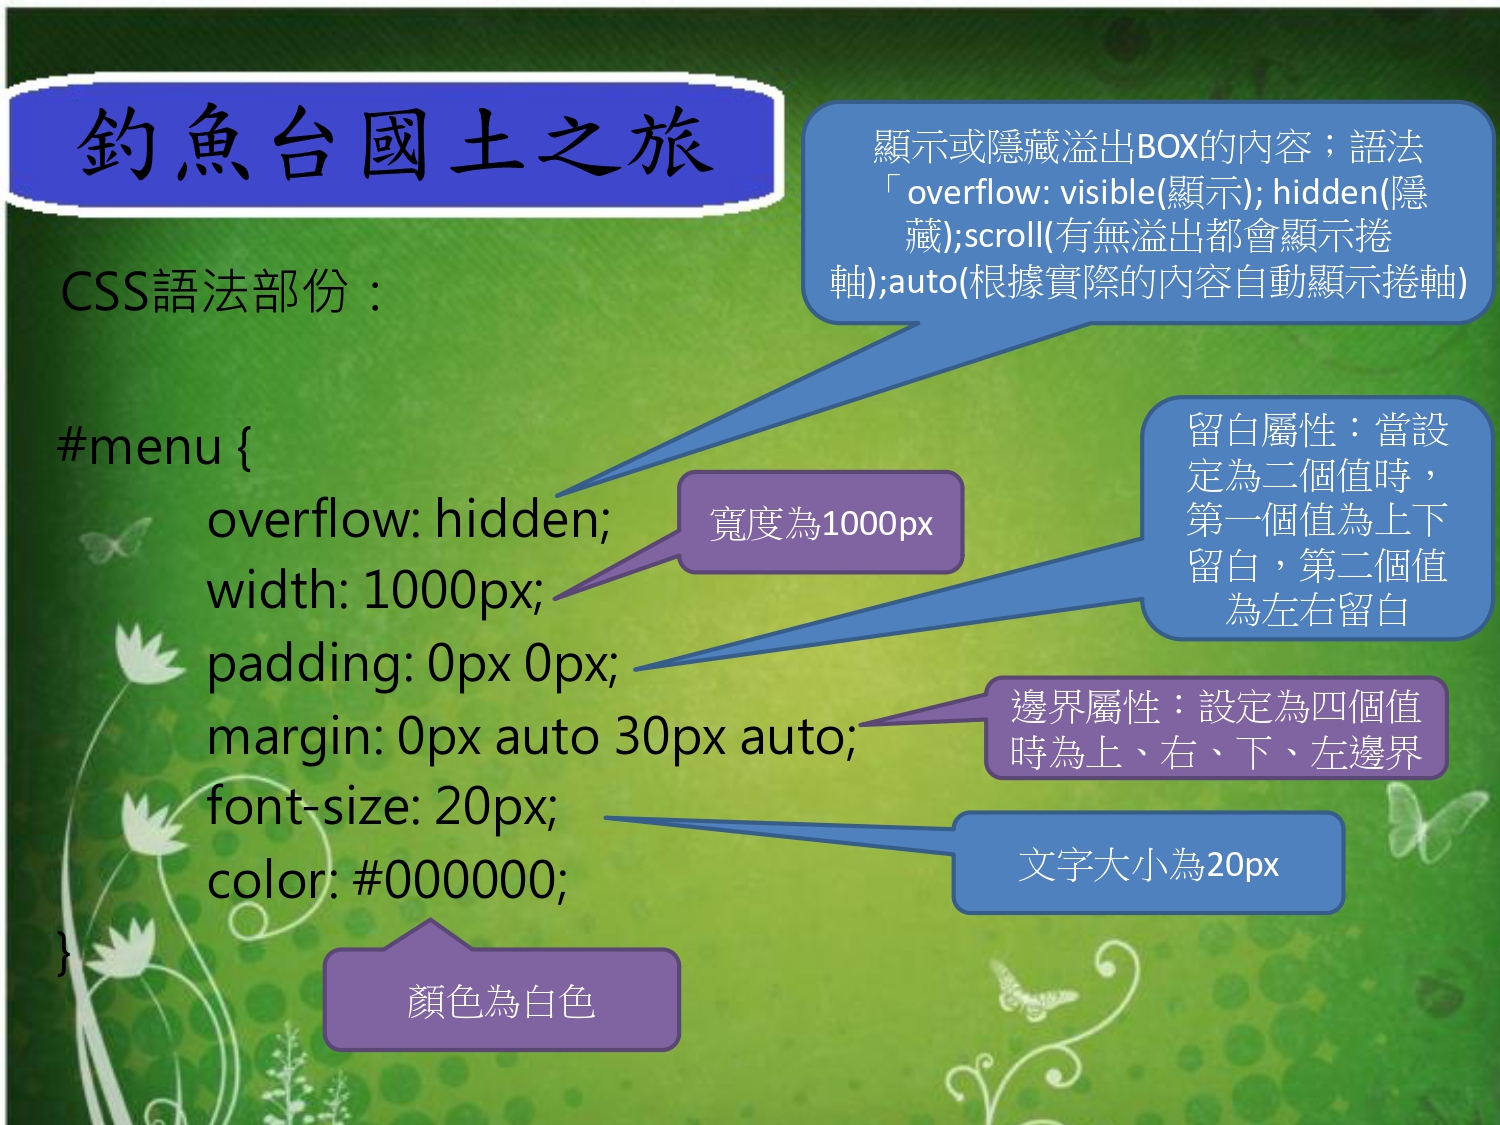 釣魚台國土之旅
顯示或隱藏溢出BOX的內容；語法
「overflow: visible(顯示); hidden(隱
藏);scroll(有無溢出都會顯示捲
軸);auto(根據實際的內容自動顯示捲軸)
CSS語法部份：
#menu {
overflow: hidden;
寬度為1000px
width: 1000px;
留白屬性：當設
定為二個值時，
第一個值為上下
留白，第二個值
為左右留白
padding: 0px 0px;
margin: 0px auto 30px auto;
邊界屬性：設定為四個值
時為上、右、下、左邊界
font-size: 20px;
文字大小為20px
color: #000000;
}
顏色為白色